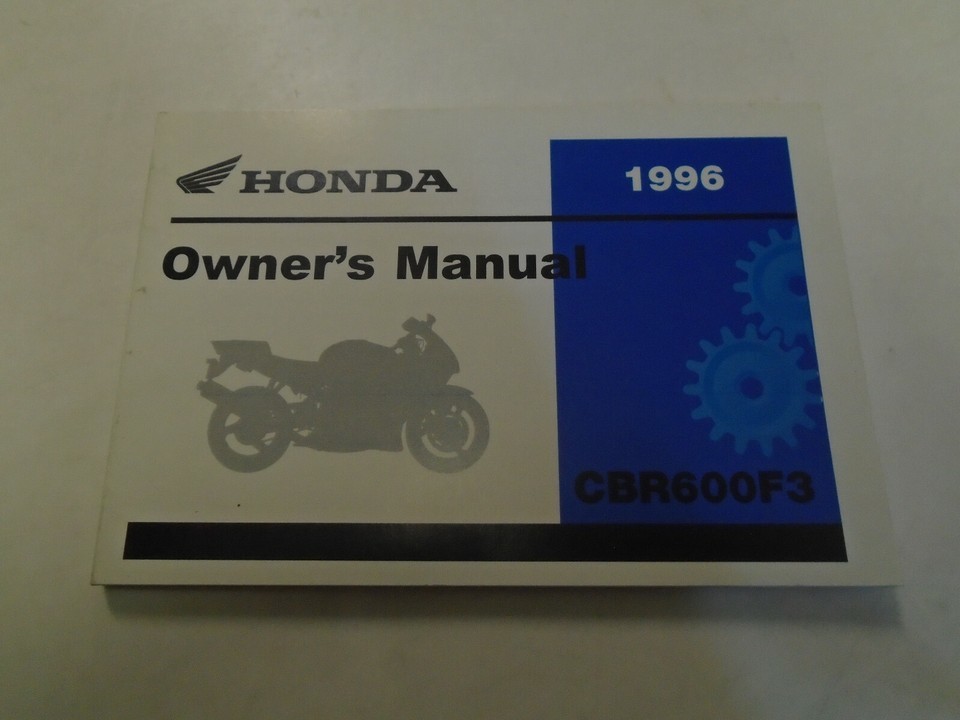 HONDA
1996
Owner's Manual
CBR600F3